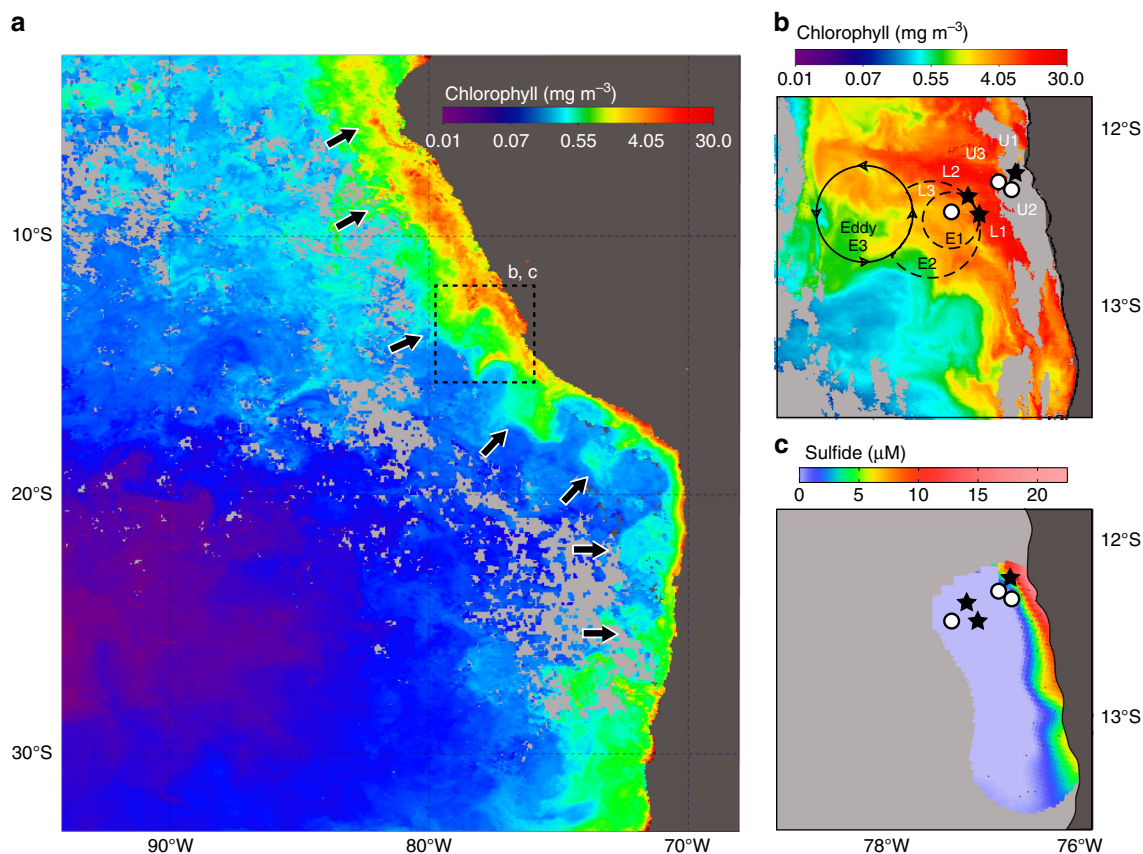 a
Chlorophyll (mg m⁻³)
0.01 0.07 0.55 4.05 30.0
b, c
10°S
20°S
30°S
90°W 80°W 70°W
b
Chlorophyll (mg m⁻³)
0.01 0.07 0.55 4.05 30.0
12°S
U1
U3
L2
L3
U2
Eddy
E3
E1
L1
E2
13°S
c
Sulfide (μM)
0 5 10 15 20
12°S
13°S
78°W 76°W